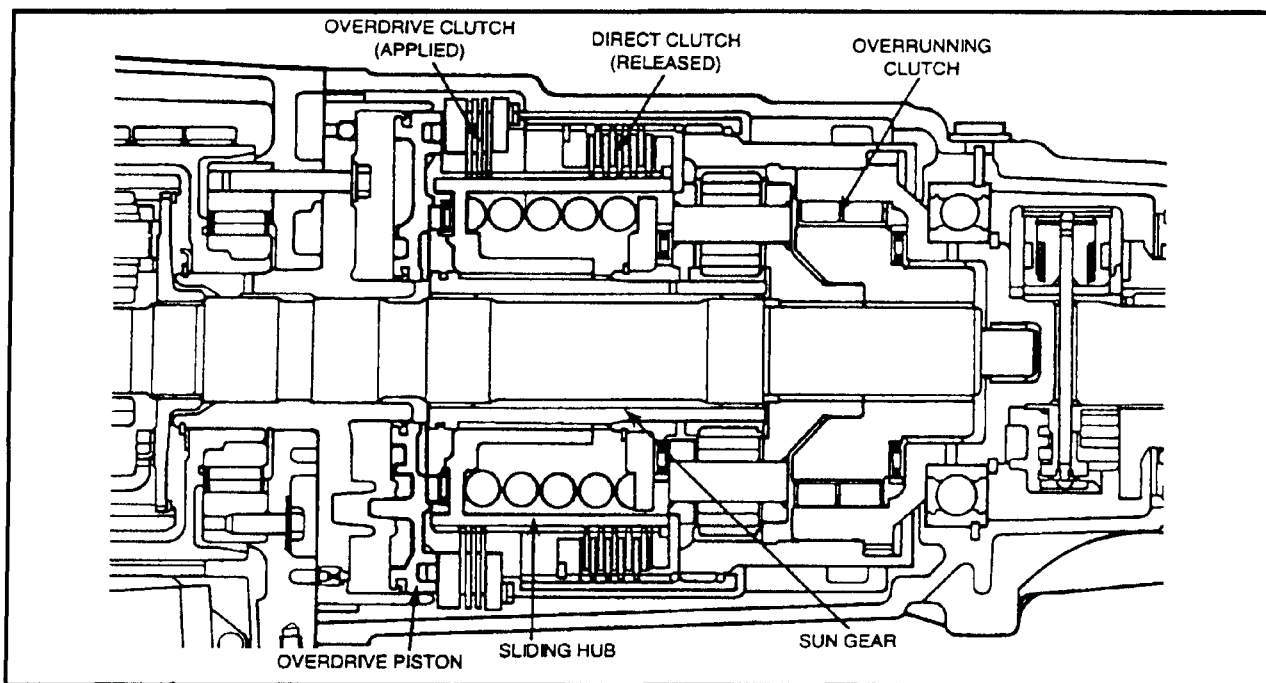 OVERDRIVE CLUTCH
(APPLIED)
DIRECT CLUTCH
(RELEASED)
OVERRUNNING
CLUTCH
OVERDRIVE PISTON
SLIDING HUB
SUN GEAR